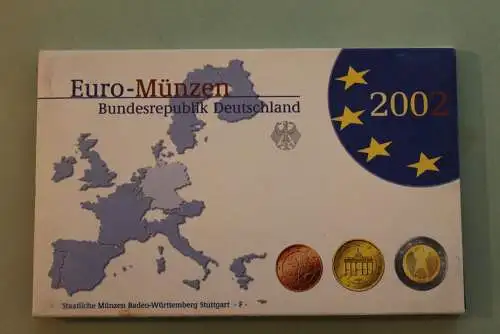 Euro-Münzen
Bundesrepublik Deutschland
2002
Staatliche Münzen Baden-Württemberg Stuttgart - F -